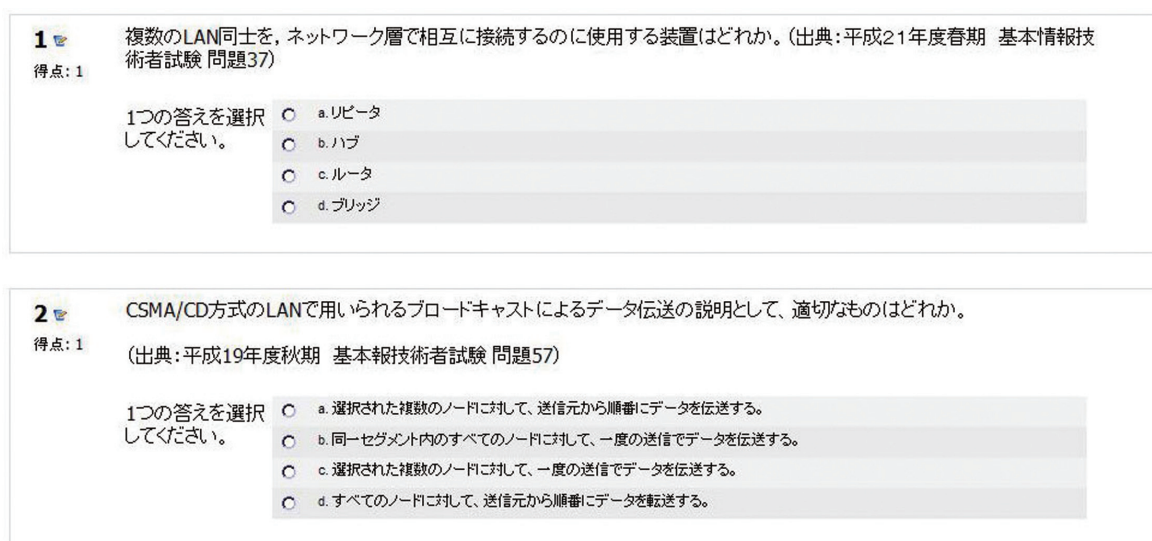 1
複数のLAN同士を，ネットワーク層で相互に接続するのに使用する装置はどれか。（出典：平成２１年度春期　基本情報技
術者試験 問題37）
得点: 1
1つの答えを選択
してください。
a. リピータ
b. ハブ
c. ルータ
d. ブリッジ
2
CSMA/CD方式のLANで用いられるブロードキャストによるデータ伝送の説明として、適切なものはどれか。
得点: 1
（出典：平成19年度秋期　基本報技術者試験 問題57）
1つの答えを選択
してください。
a. 選択された複数のノードに対して、送信元から順番にデータを伝送する。
b. 同一セグメント内のすべてのノードに対して、一度の送信でデータを伝送する。
c. 選択された複数のノードに対して、一度の送信でデータを伝送する。
d. すべてのノードに対して、送信元から順番にデータを転送する。